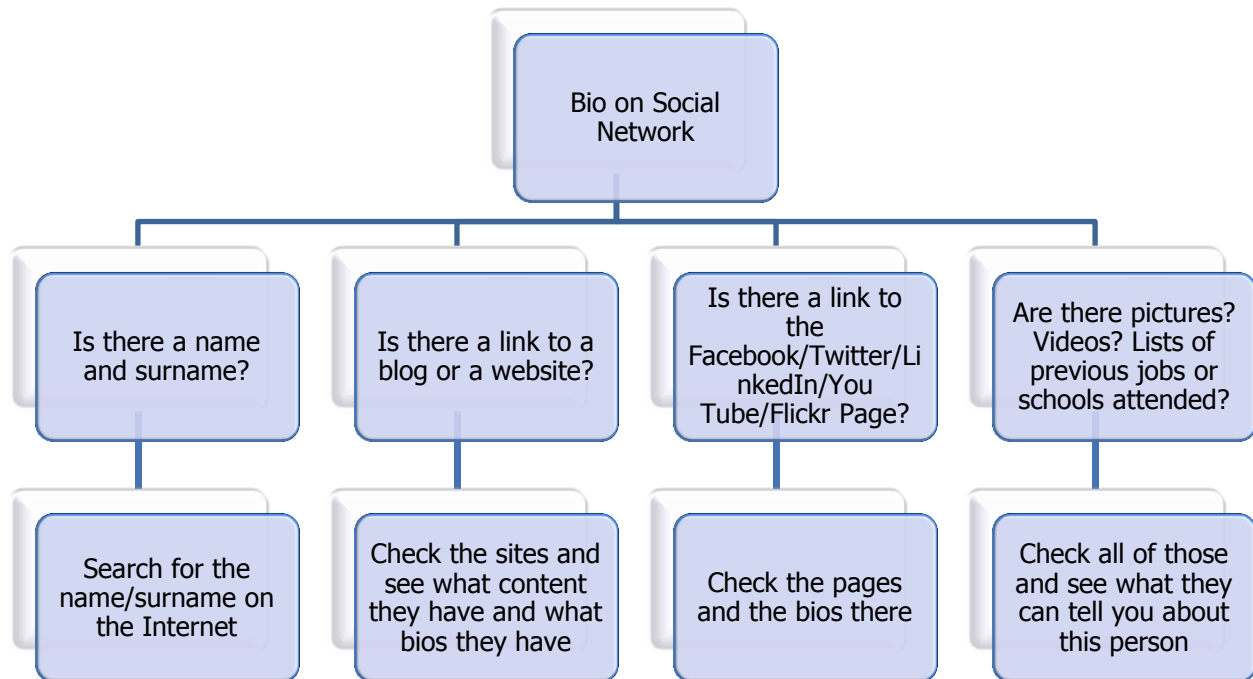 Bio on Social
Network
Is there a name
and surname?
Is there a link to a
blog or a website?
Is there a link to
the
Facebook/Twitter/Li
nkedIn/You
Tube/Flickr Page?
Are there pictures?
Videos? Lists of
previous jobs or
schools attended?
Search for the
name/surname on
the Internet
Check the sites and
see what content
they have and what
bios they have
Check the pages
and the bios there
Check all of those
and see what they
can tell you about
this person